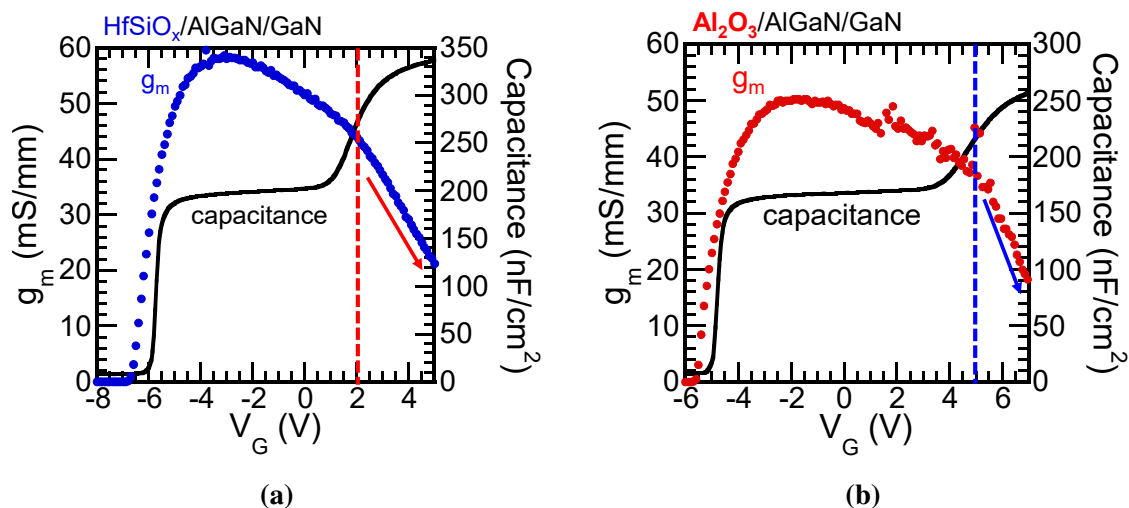 HfSiOx/AlGaN/GaN
60
50
40
30
20
10
0
gm (mS/mm)
gm
capacitance
350
300
250
200
150
100
50
0
Capacitance (nF/cm2)
-8 -6 -4 -2 0 2 4
VG (V)
(a)
Al2O3/AlGaN/GaN
60
50
40
30
20
10
0
gm (mS/mm)
gm
capacitance
300
250
200
150
100
50
0
Capacitance (nF/cm2)
-6 -4 -2 0 2 4 6
VG (V)
(b)